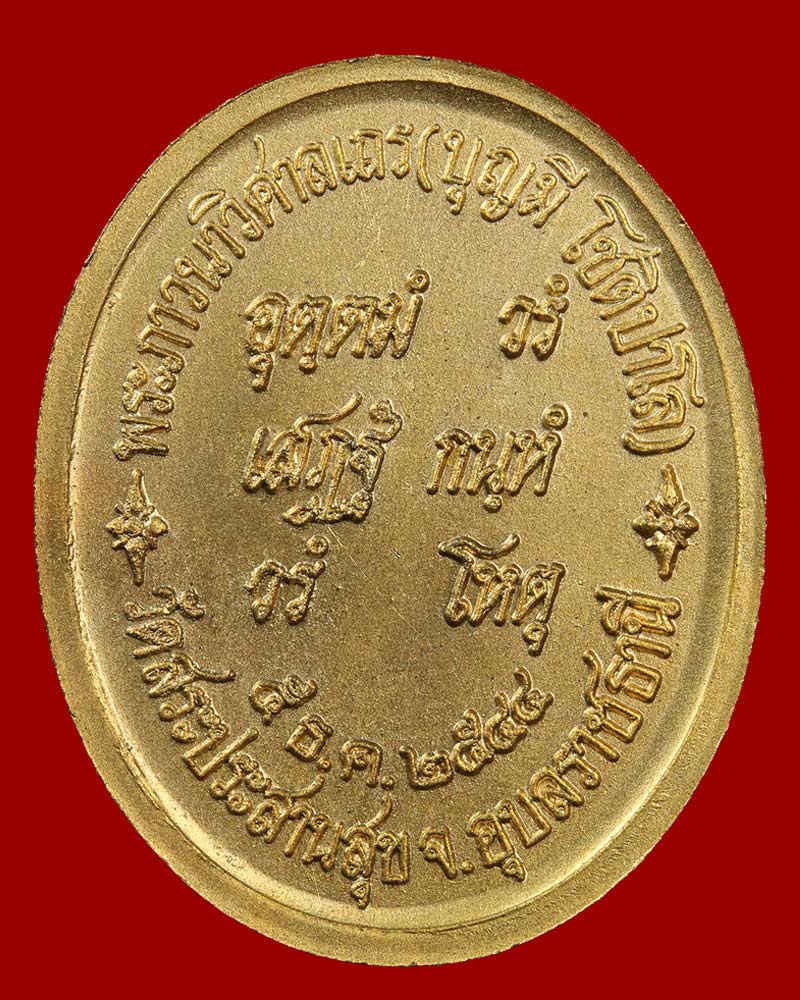 พระภาวนาวิศาลเถร(บุญมี โชติปาโล)
อุตฺตมํ วรํ
เสฏฺฐํ กนฺหํ
วรํ โหตุ
๕ ธ.ค.๒๕๔๔
วัดสระประสานสุข จ.อุบลราชธานี